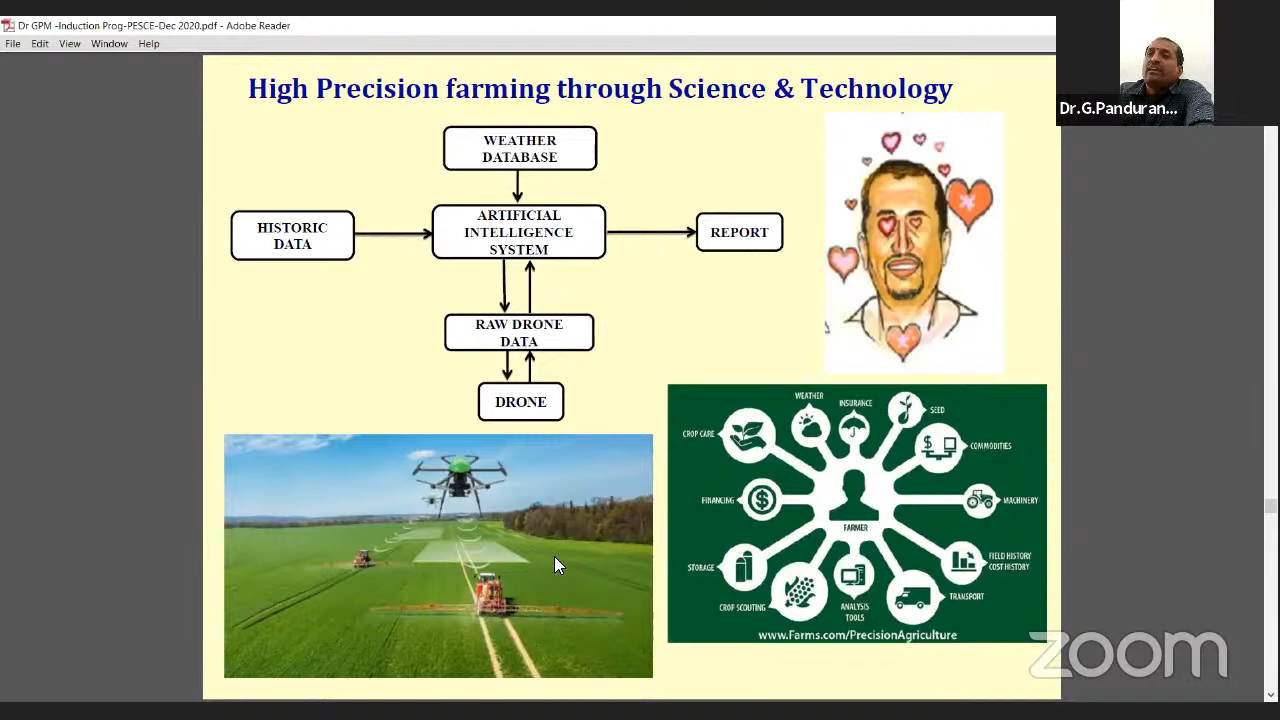 Dr GPM -Induction Prog-PESCE-Dec 2020.pdf - Adobe Reader
File Edit View Window Help
Dr.G.Panduran...
High Precision farming through Science & Technology
WEATHER
DATABASE
HISTORIC
DATA
ARTIFICIAL
INTELLIGENCE
SYSTEM
REPORT
RAW DRONE
DATA
DRONE
WEATHER
INSURANCE
SEED
CROP CARE
COMMODITIES
FINANCING
MACHINERY
FARMER
STORAGE
FIELD HISTORY
COST HISTORY
CROP SCOUTING
ANALYSIS
TOOLS
TRANSPORT
www.Farms.com/PrecisionAgriculture
zoom